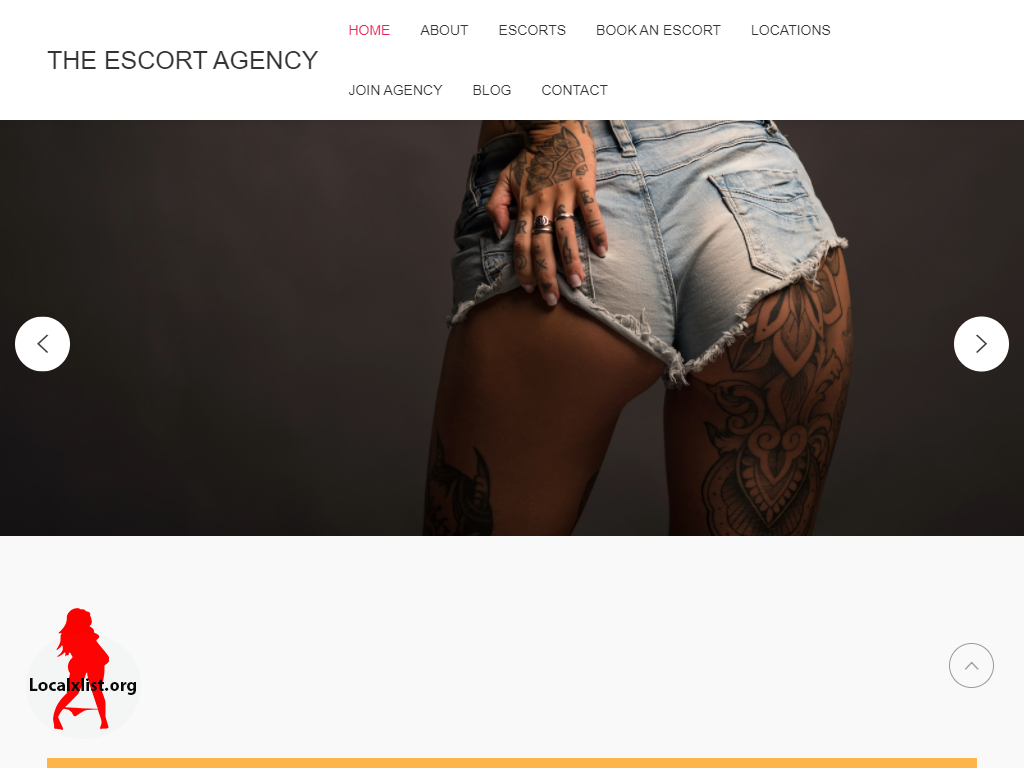 THE ESCORT AGENCY
HOME ABOUT ESCORTS BOOK AN ESCORT LOCATIONS
JOIN AGENCY BLOG CONTACT
Localxlist.org